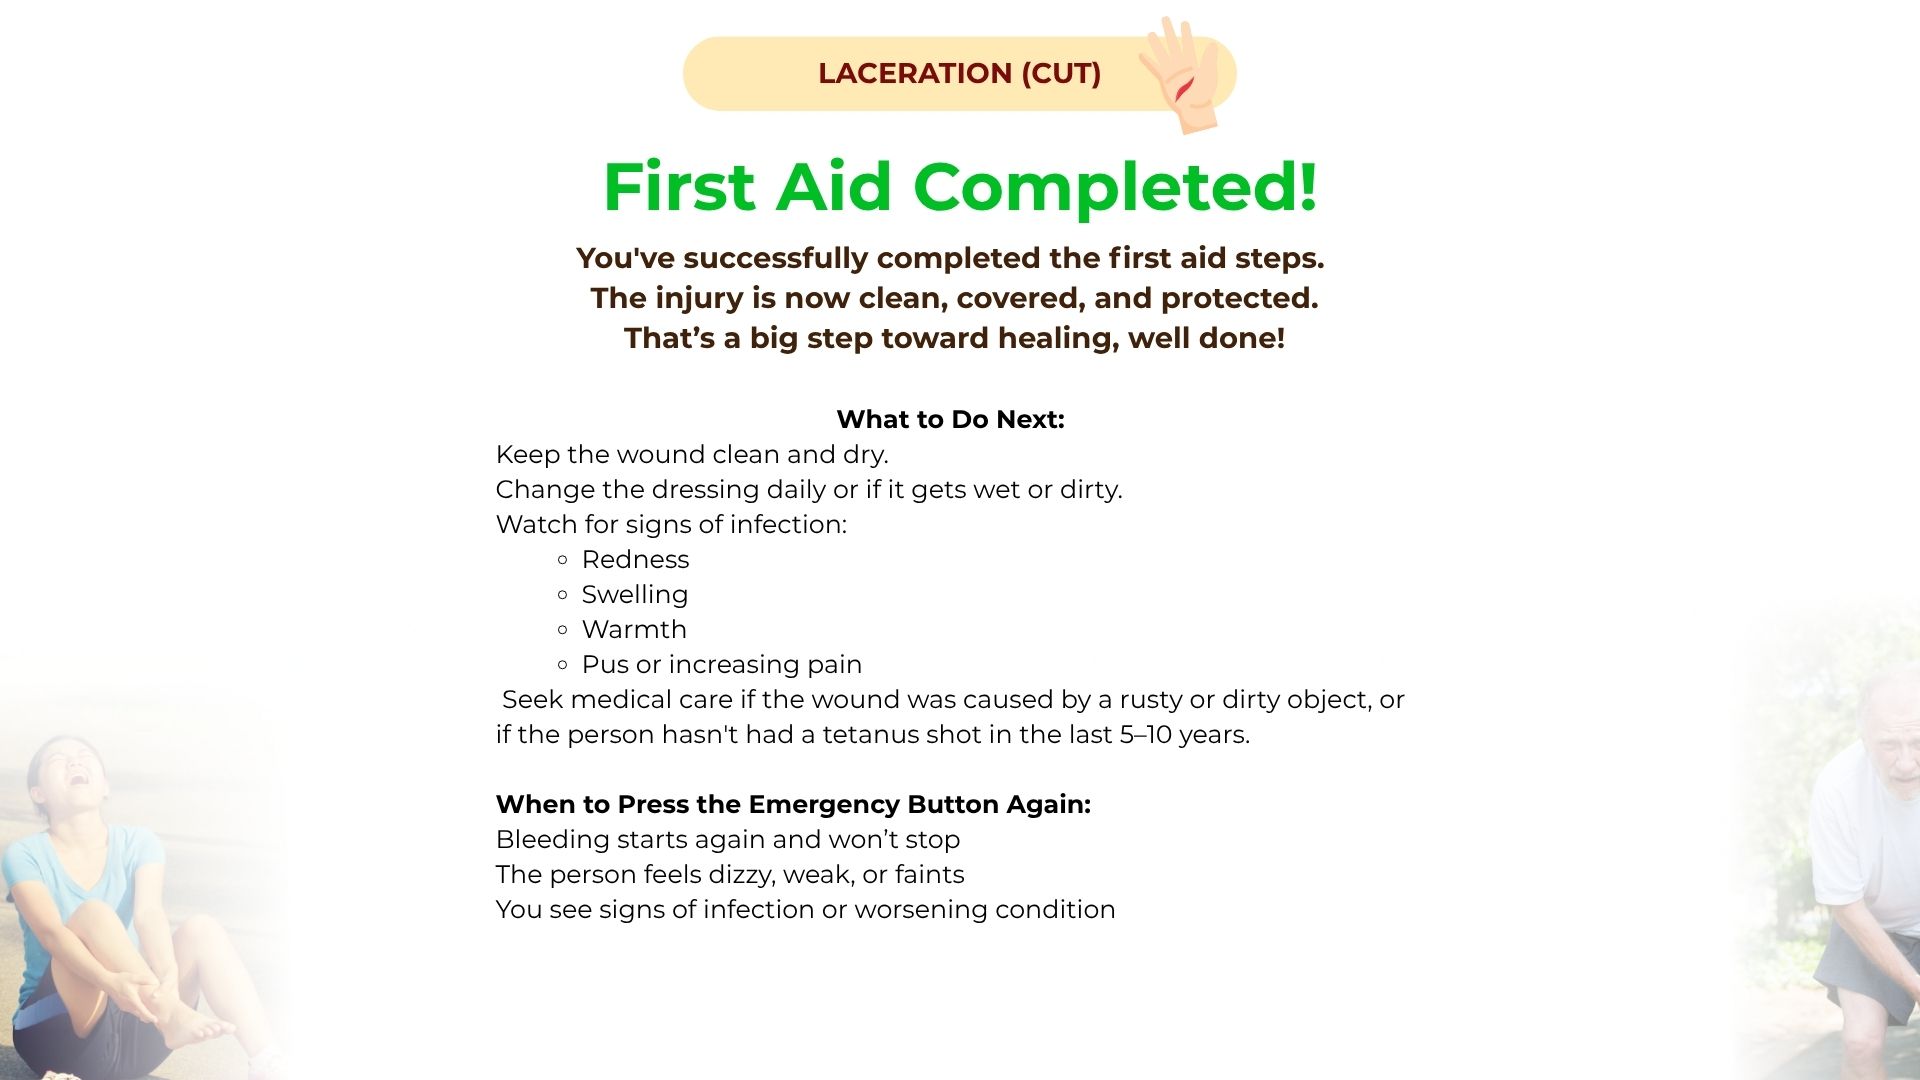 LACERATION (CUT)
First Aid Completed!
You've successfully completed the first aid steps.
The injury is now clean, covered, and protected.
That’s a big step toward healing, well done!
What to Do Next:
Keep the wound clean and dry.
Change the dressing daily or if it gets wet or dirty.
Watch for signs of infection:
◦ Redness
◦ Swelling
◦ Warmth
◦ Pus or increasing pain
Seek medical care if the wound was caused by a rusty or dirty object, or
if the person hasn't had a tetanus shot in the last 5–10 years.
When to Press the Emergency Button Again:
Bleeding starts again and won’t stop
The person feels dizzy, weak, or faints
You see signs of infection or worsening condition